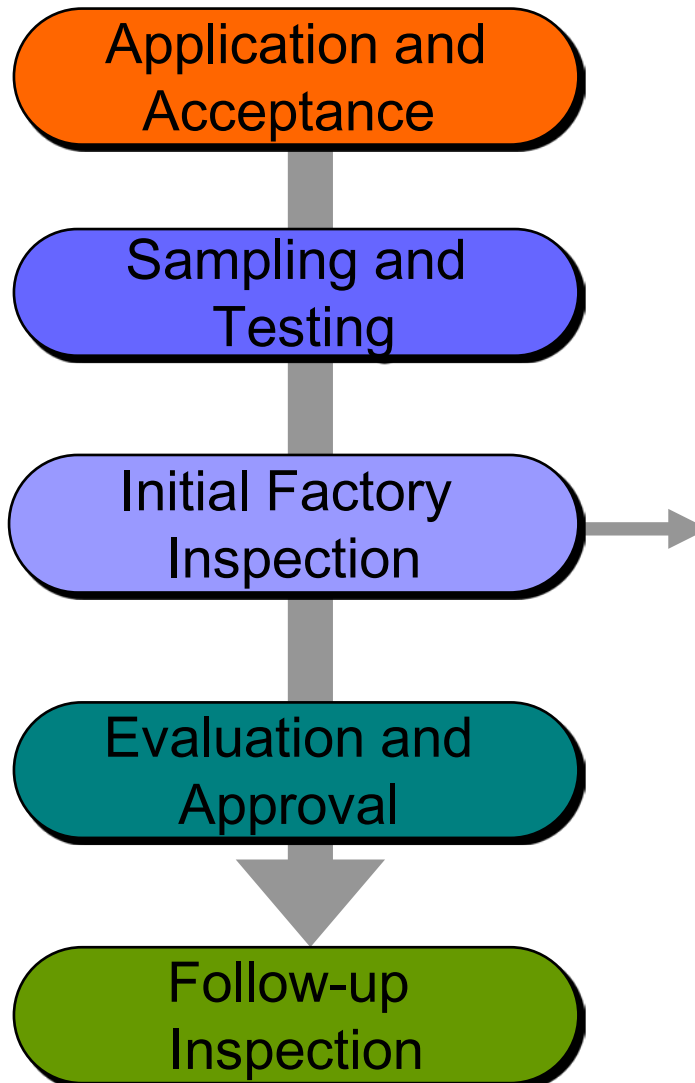 Application and
Acceptance
Sampling and
Testing
Initial Factory
Inspection
Evaluation and
Approval
Follow-up
Inspection